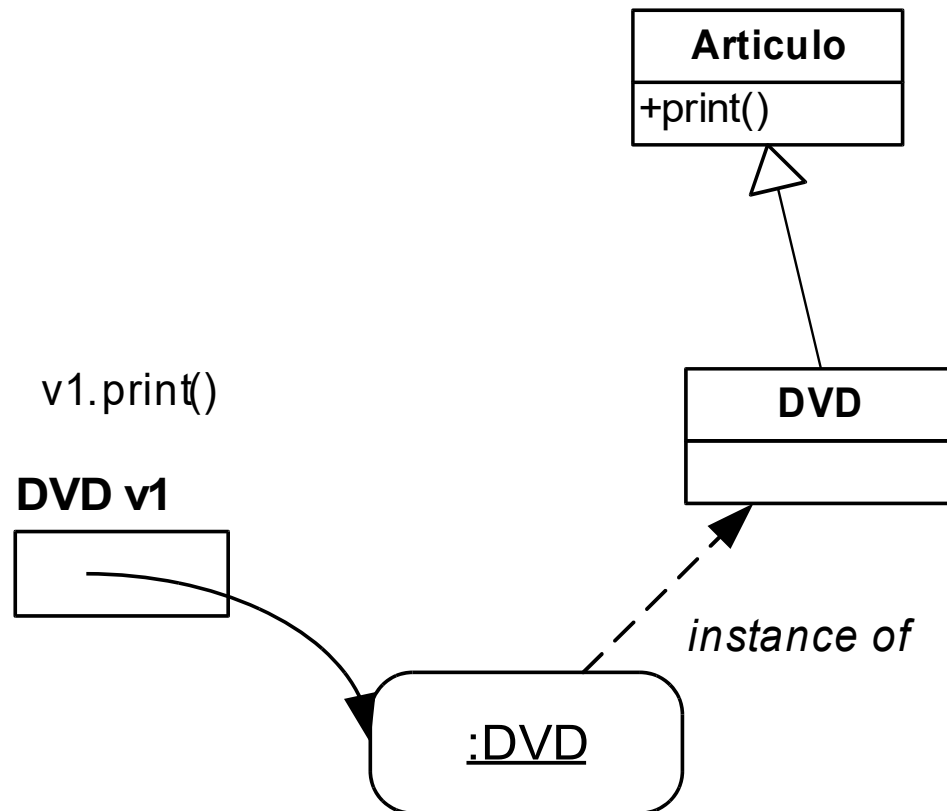 Articulo
+print()
v1.print()
DVD
DVD v1
instance of
:DVD